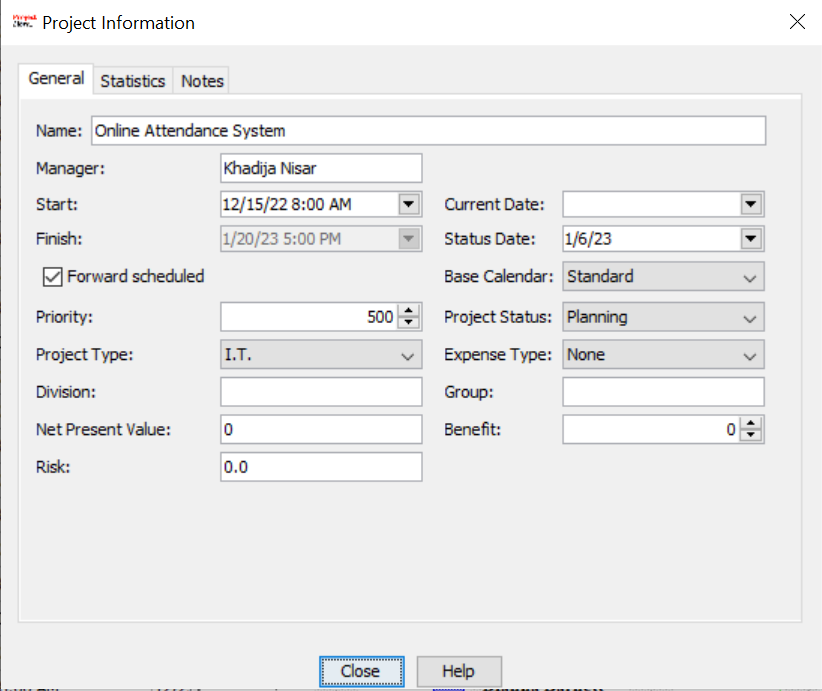 Project Information
General Statistics Notes
Name: Online Attendance System
Manager: Khadija Nisar
Start: 12/15/22 8:00 AM Current Date:
Finish: 1/20/23 5:00 PM Status Date: 1/6/23
Forward scheduled Base Calendar: Standard
Priority: 500 Project Status: Planning
Project Type: I.T. Expense Type: None
Division: Group:
Net Present Value: 0 Benefit: 0
Risk: 0.0
Close Help